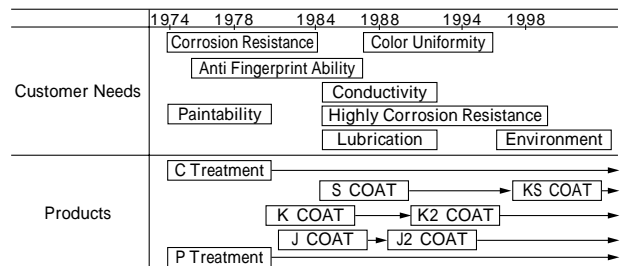 1974 1978 1984 1988 1994 1998
Corrosion Resistance Color Uniformity
Anti Fingerprint Ability
Customer Needs Conductivity
Paintability Highly Corrosion Resistance
Lubrication Environment
C Treatment
S COAT KS COAT
Products K COAT K2 COAT
J COAT J2 COAT
P Treatment